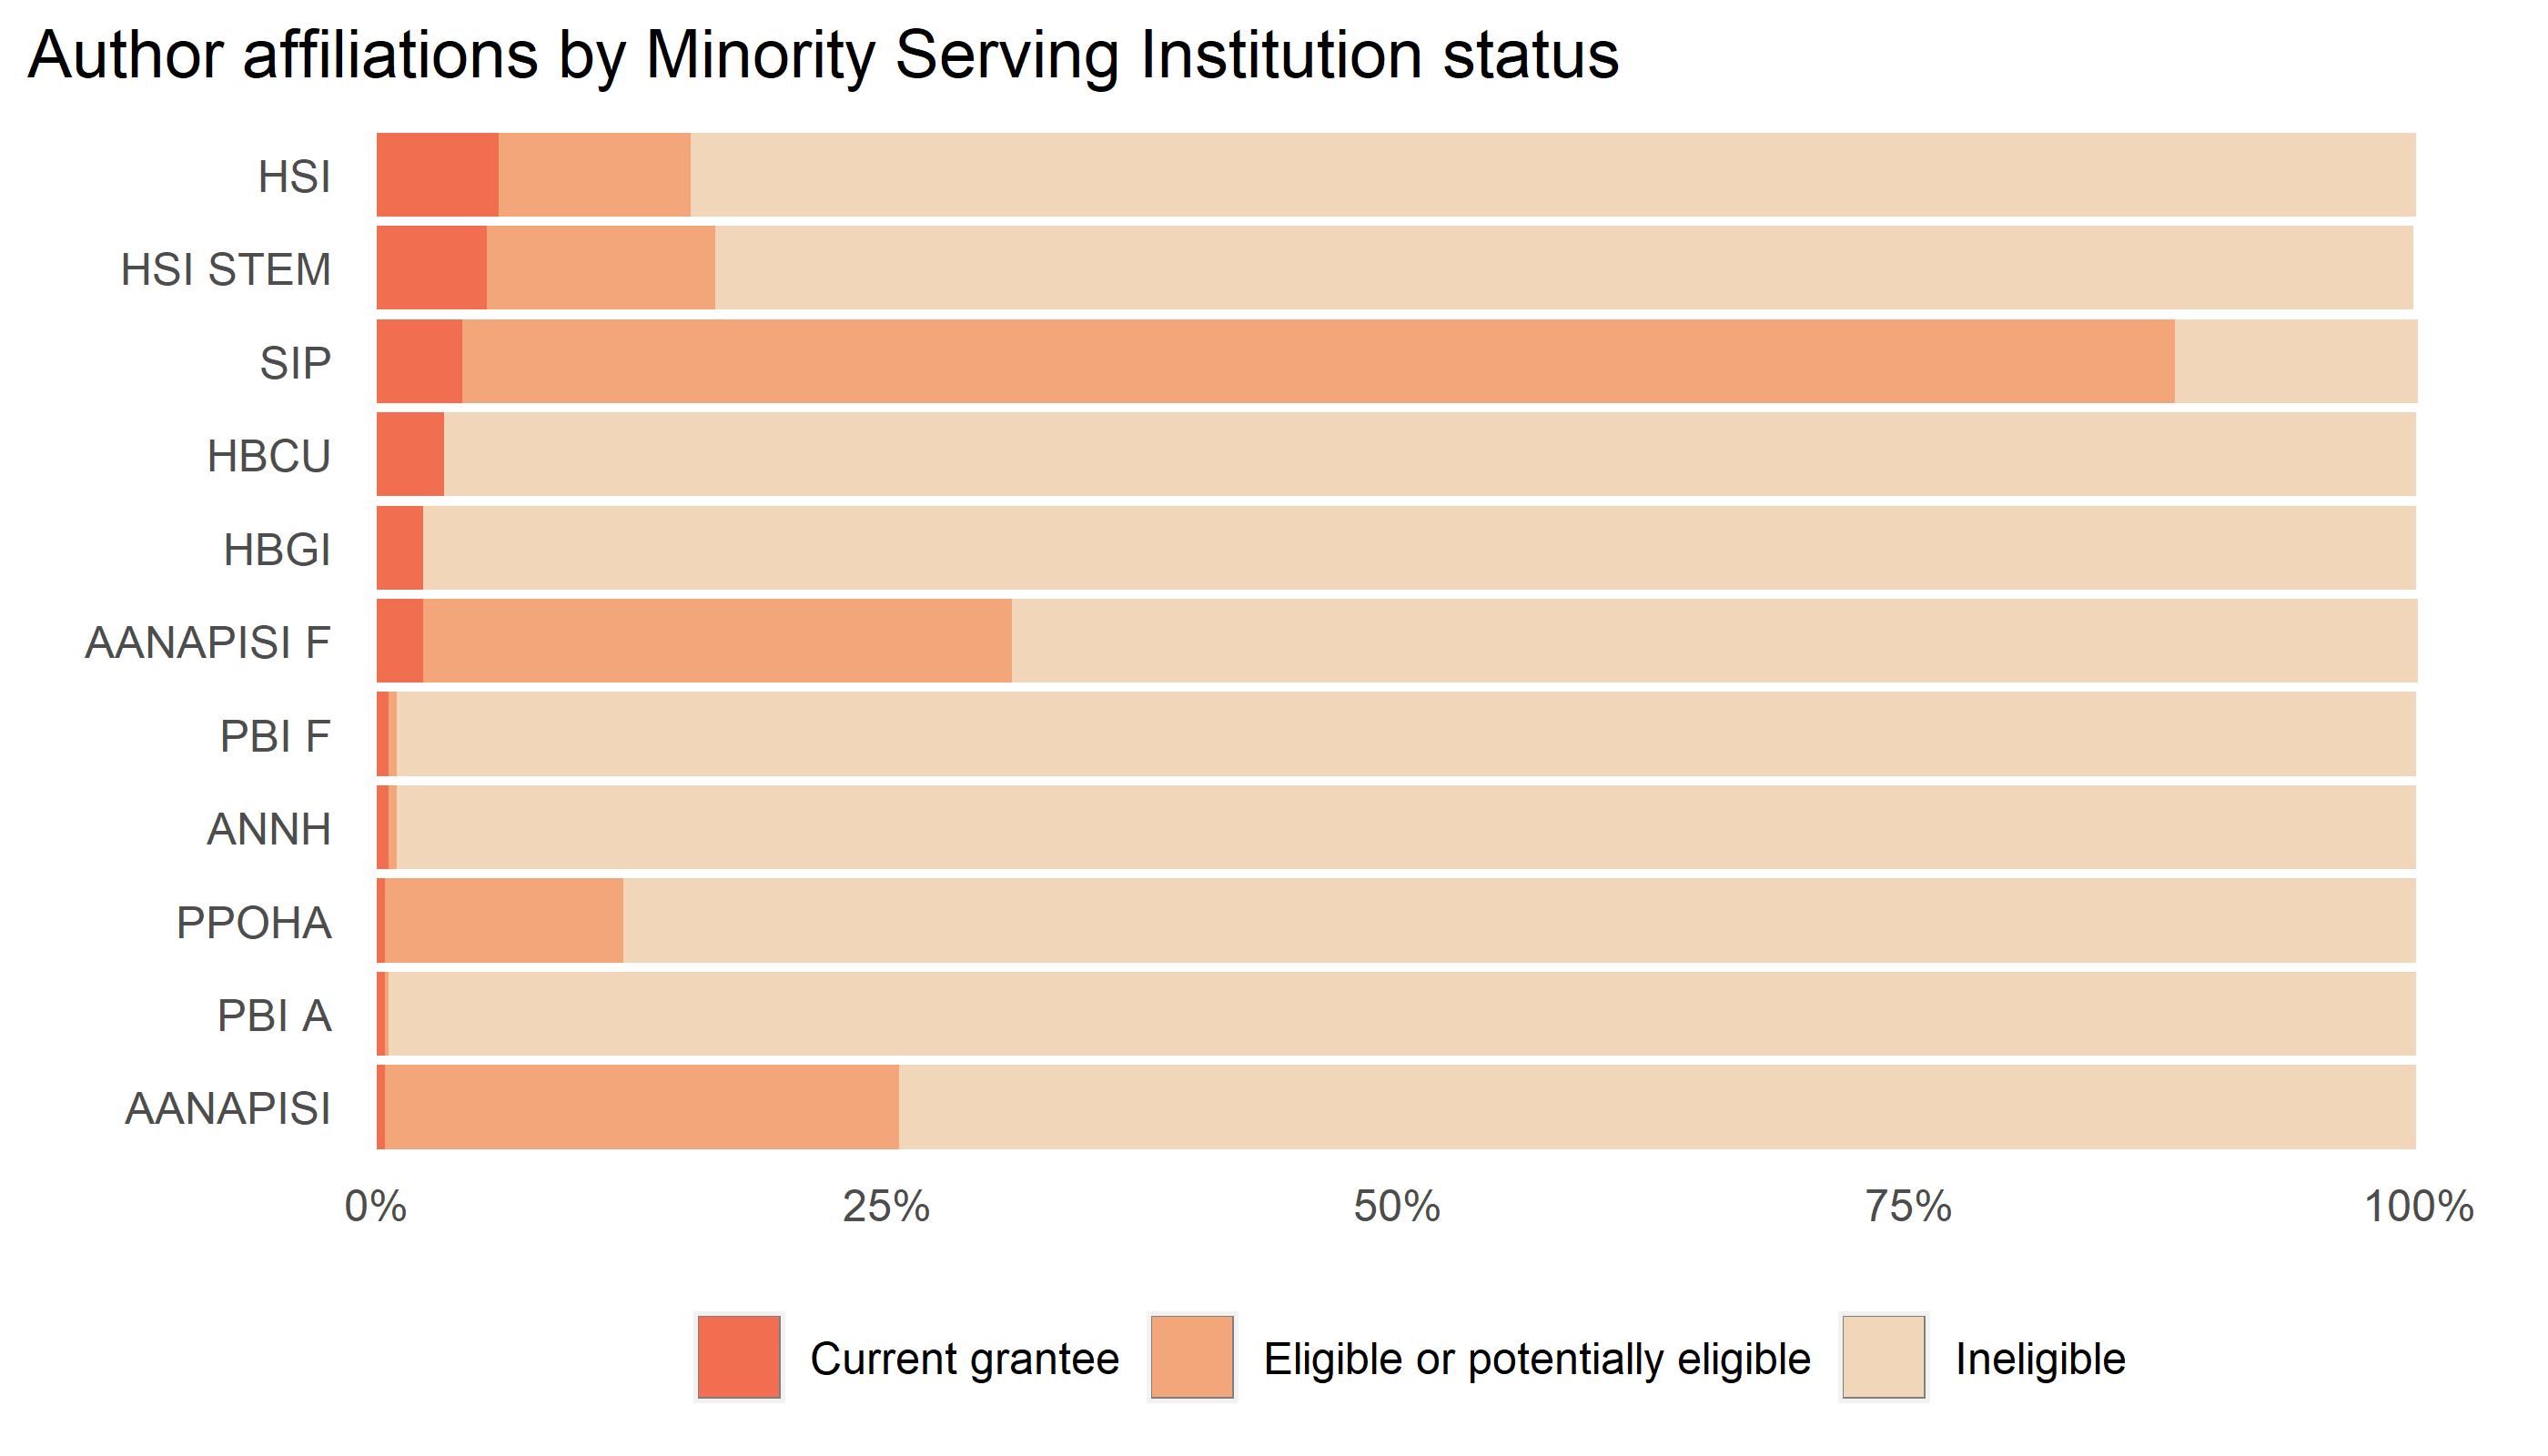 Author affiliations by Minority Serving Institution status
HSI
HSI STEM
SIP
HBCU
HBGI
AANAPISI F
PBI F
ANNH
PPOHA
PBI A
AANAPISI
0% 25% 50% 75% 100%
Current grantee Eligible or potentially eligible Ineligible